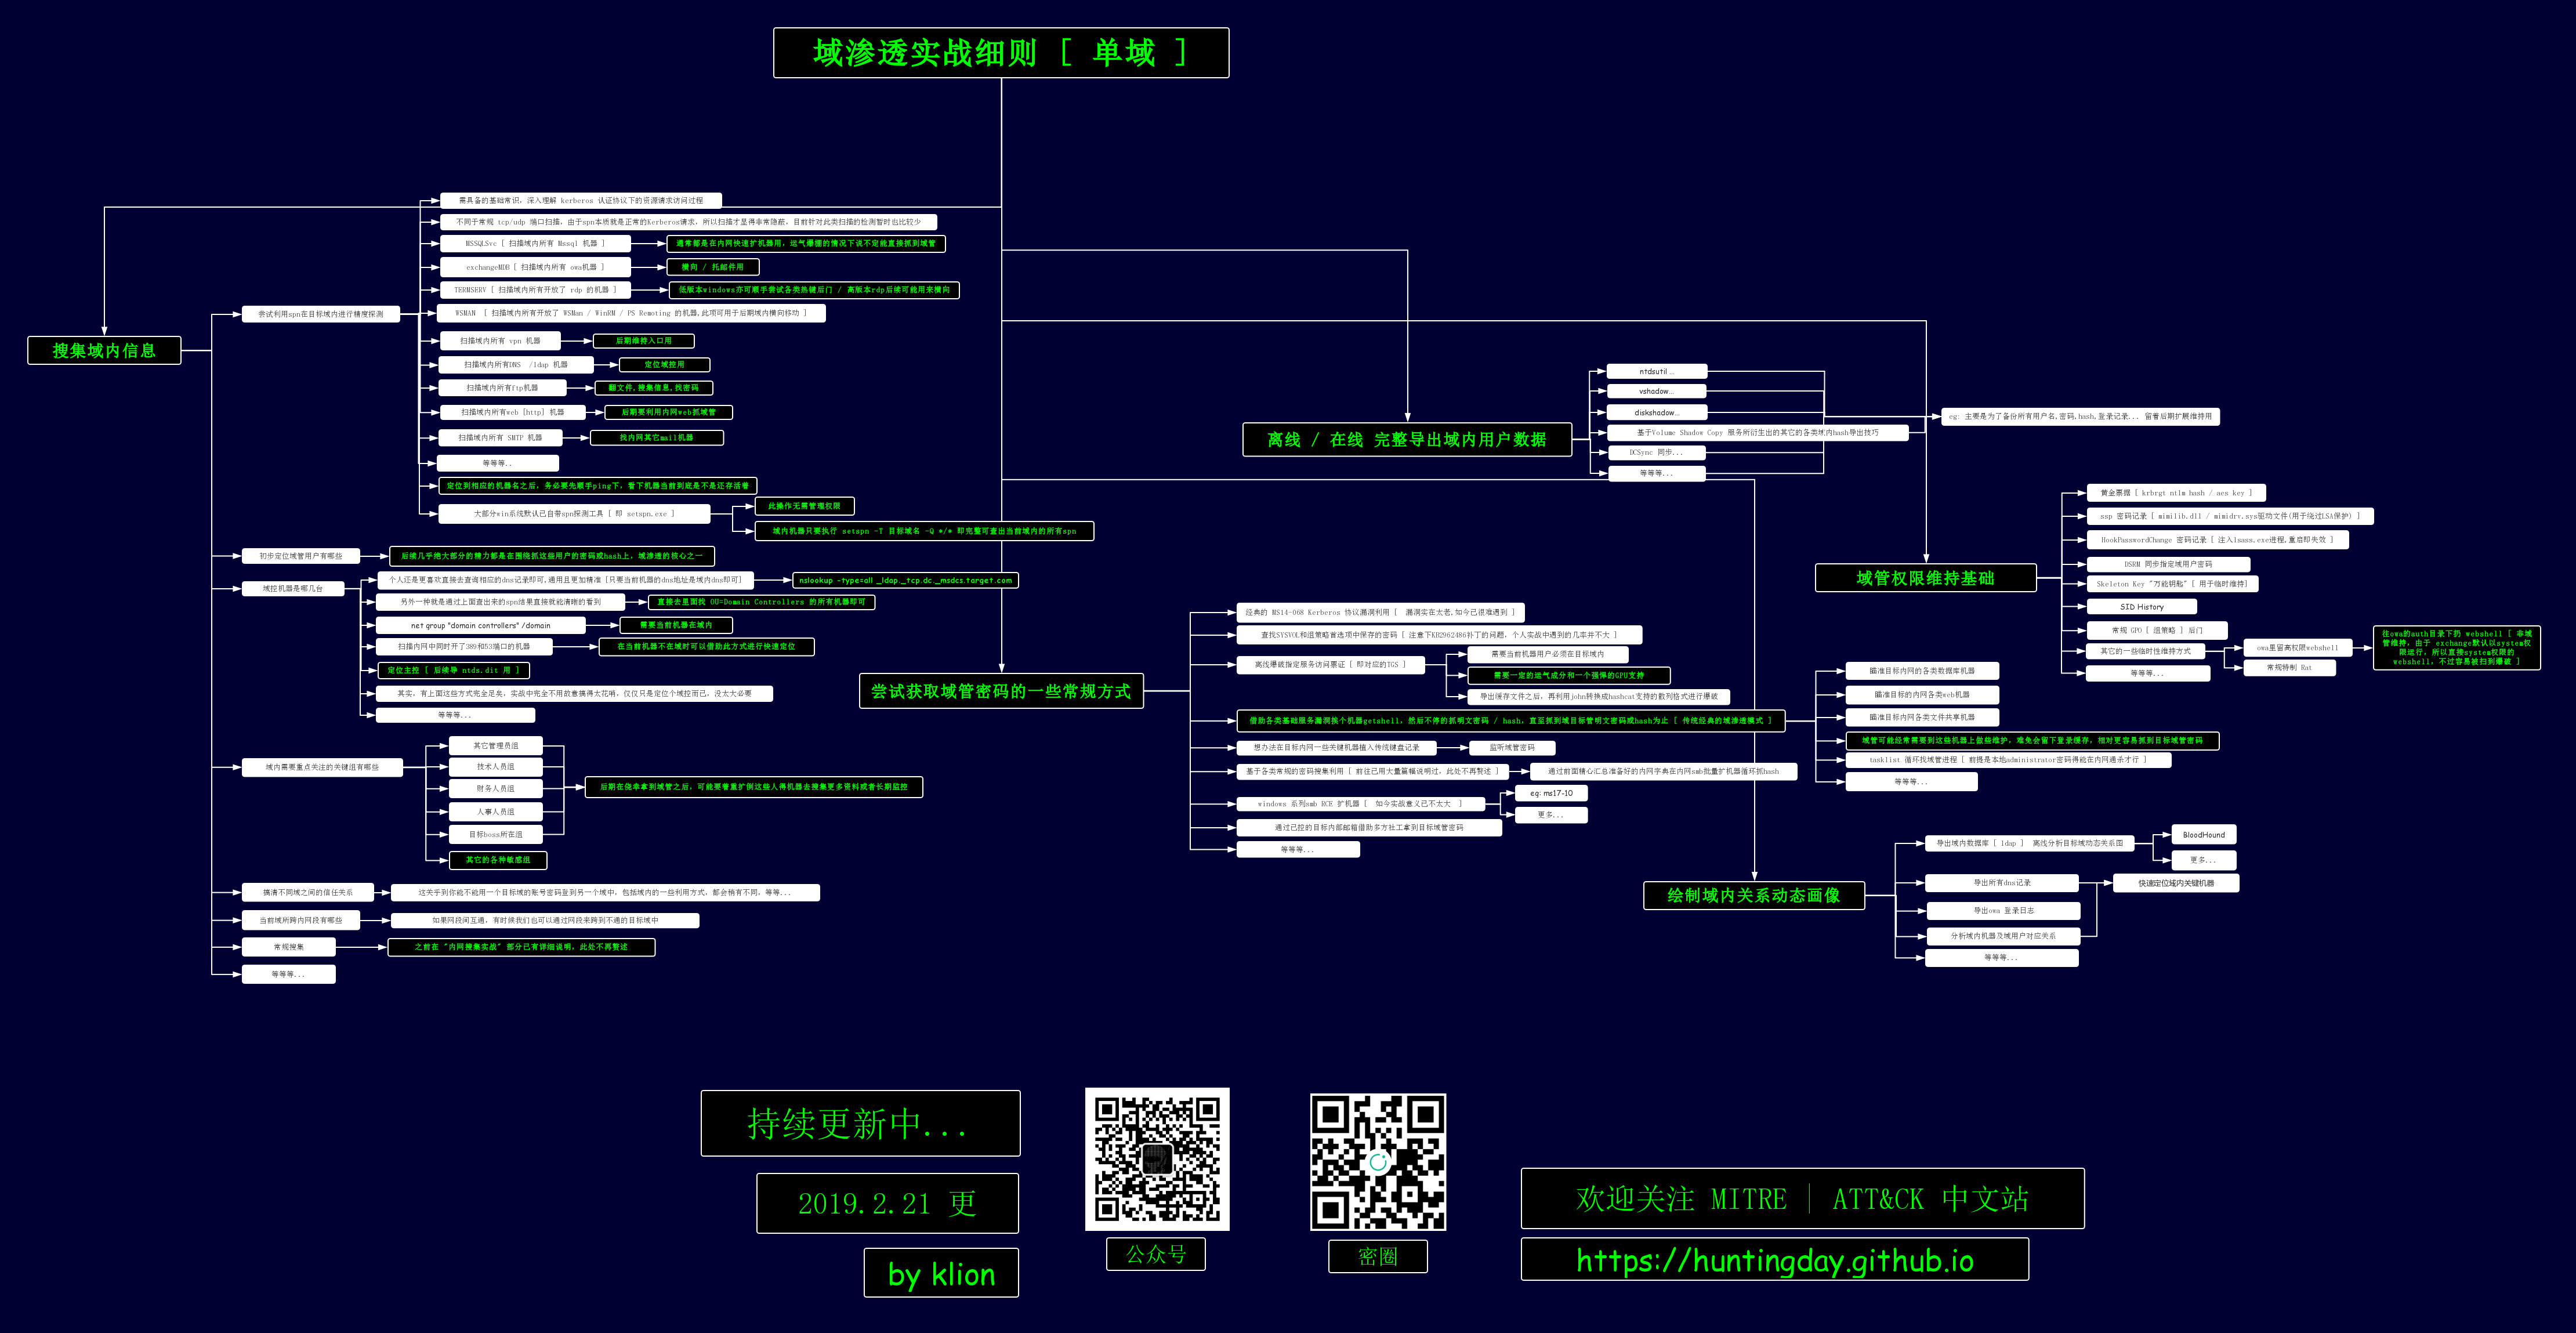 域渗透实战细则 [ 单域 ]
搜集域内信息
尝试利用spn在目标域内进行精度探测
需具备的基础常识，深入理解 kerberos 认证协议下的资源请求访问过程
不同于常规 tcp/udp 端口扫描，由于spn本质就是正常的Kerberos请求，所以扫描才显得非常隐蔽，目前针对此类扫描的检测暂时也比较少
MSSQLSvc [ 扫描域内所有 Mssql 机器 ]
通常都是在内网快速扩机器用，运气爆棚的情况下说不定能直接抓到域管
exchangeMDB [ 扫描域内所有 owa机器 ]
横向 / 托邮件用
TERMSERV [ 扫描域内所有开放了 rdp 的机器 ]
低版本windows亦可顺手尝试各类热键后门 / 高版本rdp后续可能用来横向
WSMAN [ 扫描域内所有开放了 WSMan / WinRM / PS Remoting 的机器,此项可用于后期域内横向移动 ]
扫描域内所有 vpn 机器
后期维持入口用
扫描域内所有DNS /ldap 机器
定位域控用
扫描域内所有ftp机器
翻文件,搜集信息,找密码
扫描域内所有web [http] 机器
后期要利用内网web抓域管
扫描域内所有 SMTP 机器
找内网其它mail机器
等等等..
定位到相应的机器名之后，务必要先顺手ping下，看下机器当前到底是不是还存活着
大部分win系统默认已自带spn探测工具 [ 即 setspn.exe ]
此操作无需管理权限
域内机器只要执行 setspn -T 目标域名 -Q */* 即完整可查出当前域内的所有spn
初步定位域管用户有哪些
后续几乎绝大部分的精力都是在围绕抓这些用户的密码或hash上，域渗透的核心之一
域控机器是哪几台
个人还是更喜欢直接去查询相应的dns记录即可,通用且更加精准 [只要当前机器的dns地址是域内dns即可]
nslookup -type=all _ldap._tcp.dc._msdcs.target.com
另外一种就是通过上面查出来的spn结果直接就能清晰的看到
直接去里面找 OU=Domain Controllers 的所有机器即可
net group "domain controllers" /domain
需要当前机器在域内
扫描内网中同时开了389和53端口的机器
在当前机器不在域时可以借助此方式进行快速定位
定位主控 [ 后续导 ntds.dit 用 ]
其实，有上面这些方式完全足矣，实战中完全不用故意搞得太花哨，仅仅只是定位个域控而已，没太大必要
等等等...
域内需要重点关注的关键组有哪些
其它管理员组
技术人员组
财务人员组
人事人员组
目标boss所在组
其它的各种敏感组
后期在侥幸拿到域管之后，可能要着重扩倒这些人得机器去搜集更多资料或者长期监控
搞清不同域之间的信任关系
这关乎到你能不能用一个目标域的账号密码登到另一个域中，包括域内的一些利用方式，都会稍有不同，等等...
当前域所跨内网段有哪些
如果网段间互通，有时候我们也可以通过网段来跨到不通的目标域中
常规搜集
之前在"内网搜集实战"部分已有详细说明，此处不再赘述
等等等...
离线 / 在线 完整导出域内用户数据
ntdsutil ...
vshadow...
diskshadow...
基于Volume Shadow Copy 服务所衍生出的其它的各类域内hash导出技巧
DCSync 同步...
等等等...
eg: 主要是为了备份所有用户名,密码,hash,登录记录... 留着后期扩展维持用
域管权限维持基础
黄金票据 [ krbrgt ntlm hash / aes key ]
ssp 密码记录 [ mimilib.dll / mimidrv.sys驱动文件(用于绕过LSA保护) ]
HookPasswordChange 密码记录 [ 注入lsass.exe进程,重启即失效 ]
DSRM 同步指定域用户密码
Skeleton Key "万能钥匙" [ 用于临时维持]
SID History
常规 GPO [ 组策略 ] 后门
其它的一些临时性维持方式
owa里留高权限webshell
往owa的auth目录下扔 webshell [ 非域
管维持，由于 exchange默认以system权
限运行，所以直接system权限的
webshell，不过容易被扫到爆破 ]
常规特制 Rat
等等等...
尝试获取域管密码的一些常规方式
经典的 MS14-068 Kerberos 协议漏洞利用 [ 漏洞实在太老,如今已很难遇到 ]
查找SYSVOL和组策略首选项中保存的密码 [ 注意下KB2962486补丁的问题，个人实战中遇到的几率并不大 ]
离线爆破指定服务访问票证 [ 即对应的TGS ]
需要当前机器用户必须在目标域内
需要一定的运气成分和一个强悍的GPU支持
导出缓存文件之后，再利用john转换成hashcat支持的散列格式进行爆破
借助各类基础服务漏洞挨个机器getshell，然后不停的抓明文密码 / hash，直至抓到域目标管明文密码或hash为止 [ 传统经典的域渗透模式 ]
瞄准目标内网的各类数据库机器
瞄准目标的内网各类web机器
瞄准目标内网各类文件共享机器
域管可能经常需要到这些机器上做些维护，难免会留下登录缓存，相对更容易抓到目标域管密码
tasklist 循环找域管进程 [ 前提是本地administrator密码得能在内网通杀才行 ]
等等等...
想办法在目标内网一些关键机器植入传统键盘记录
监听域管密码
基于各类常规的密码搜集利用 [ 前往已用大量篇幅说明过，此处不再赘述 ]
通过前面精心汇总准备好的内网字典在内网smb批量扩机器循环抓hash
windows 系列smb RCE 扩机器 [ 如今实战意义已不太大 ]
eg: ms17-10
更多...
通过已控的目标内部邮箱借助多方社工拿到目标域管密码
等等等...
绘制域内关系动态画像
导出域内数据库 [ ldap ] 离线分析目标域动态关系图
BloodHound
更多...
导出所有dns记录
快速定位域内关键机器
导出owa 登录日志
分析域内机器及域用户对应关系
等等等...
持续更新中...
2019.2.21 更
by klion
公众号
密圈
欢迎关注 MITRE | ATT&CK 中文站
https://huntingday.github.io